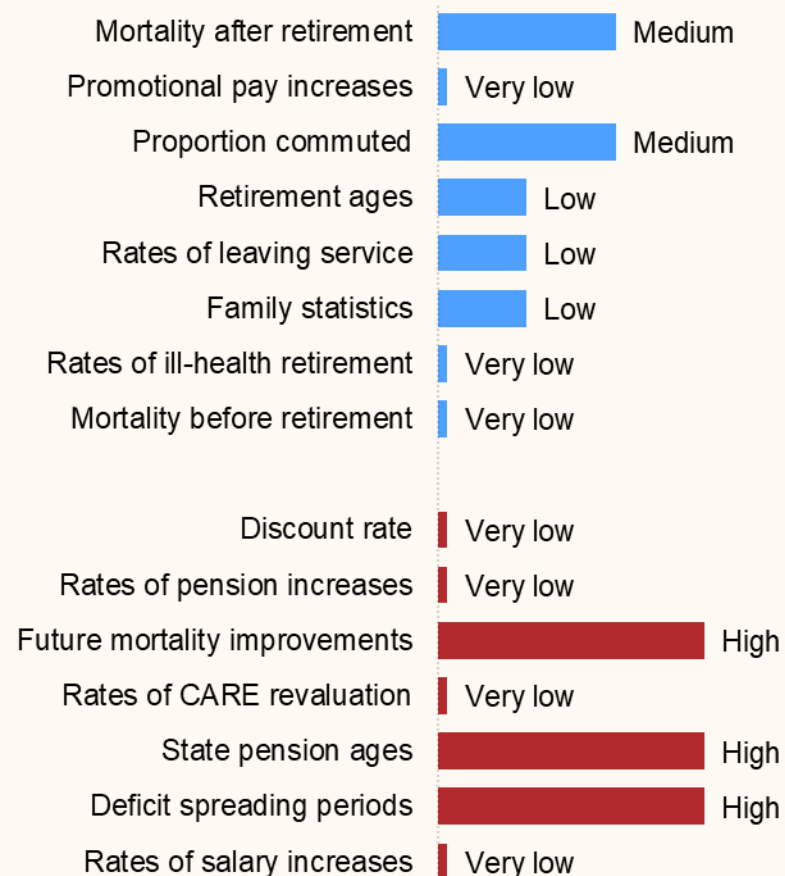 Mortality after retirement Medium
Promotional pay increases Very low
Proportion commuted Medium
Retirement ages Low
Rates of leaving service Low
Family statistics Low
Rates of ill-health retirement Very low
Mortality before retirement Very low
Discount rate Very low
Rates of pension increases Very low
Future mortality improvements High
Rates of CARE revaluation Very low
State pension ages High
Deficit spreading periods High
Rates of salary increases Very low